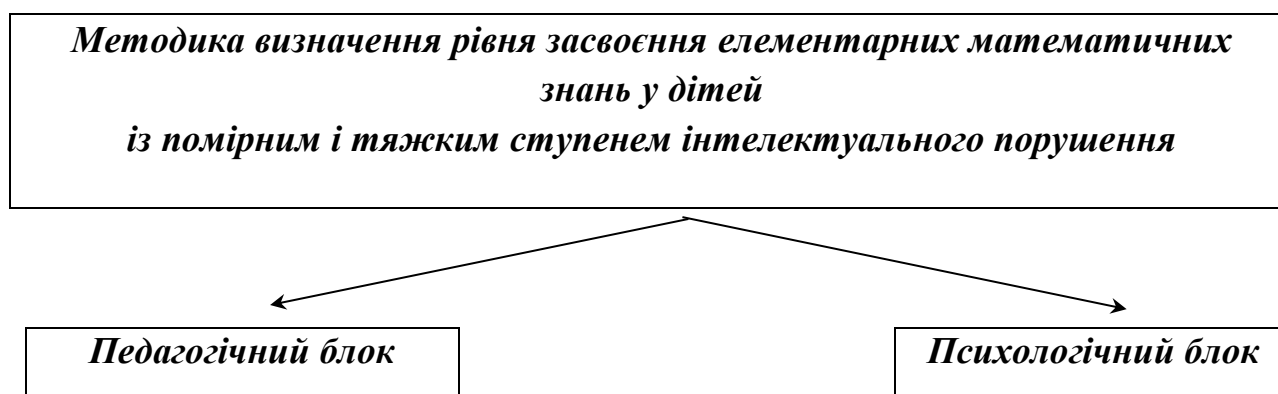 Методика визначення рівня засвоєння елементарних математичних
знань у дітей
із помірним і тяжким ступенем інтелектуального порушення
Педагогічний блок
Психологічний блок